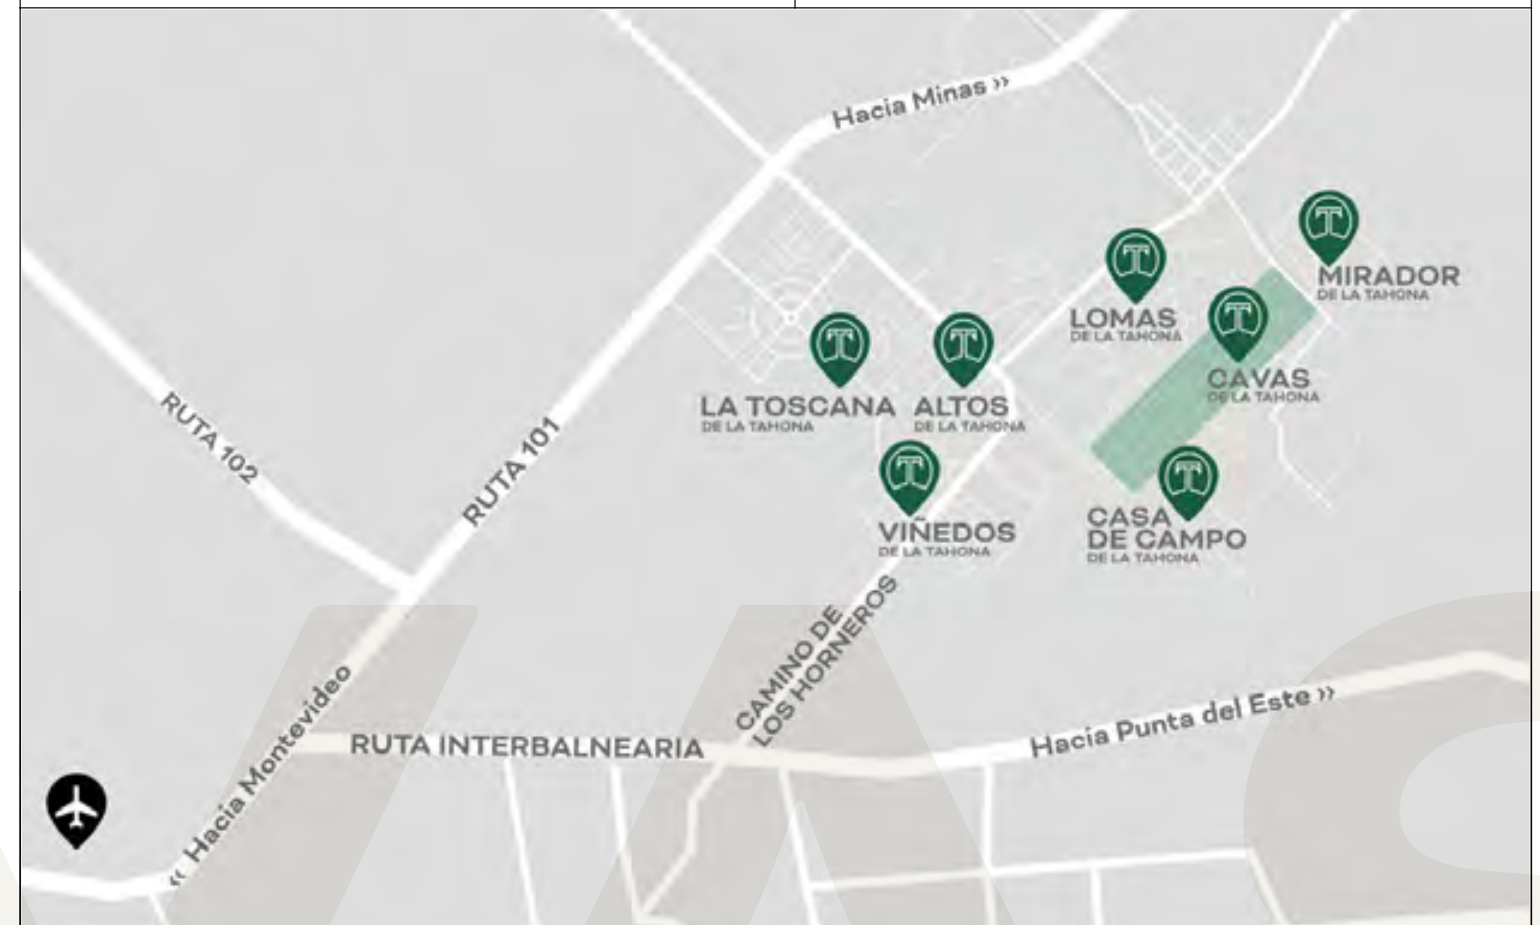 Hacia Minas ››
MIRADOR
DE LA TAHONA
LOMAS
DE LA TAHONA
CAVAS
DE LA TAHONA
LA TOSCANA
DE LA TAHONA
ALTOS
DE LA TAHONA
RUTA 102
RUTA 101
VIÑEDOS
DE LA TAHONA
CASA
DE CAMPO
DE LA TAHONA
CAMINO DE
LOS HORNEROS
‹‹ Hacia Montevideo
RUTA INTERBALNEARIA
Hacia Punta del Este ››